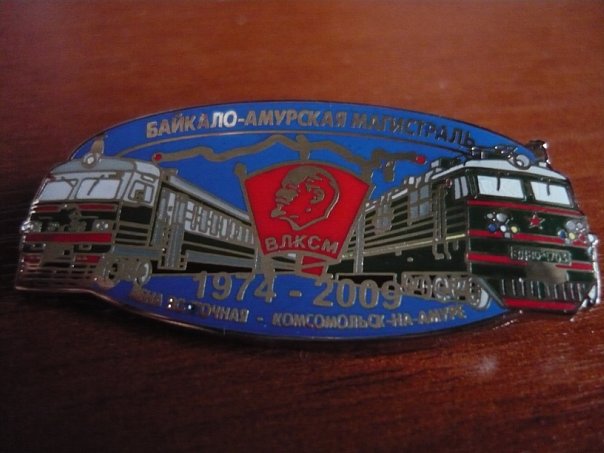 БАЙКАЛО-АМУРСКАЯ МАГИСТРАЛЬ
ВЛКСМ
1974 - 2009
- КОМСОМОЛЬСК-НА-АМУРЕ